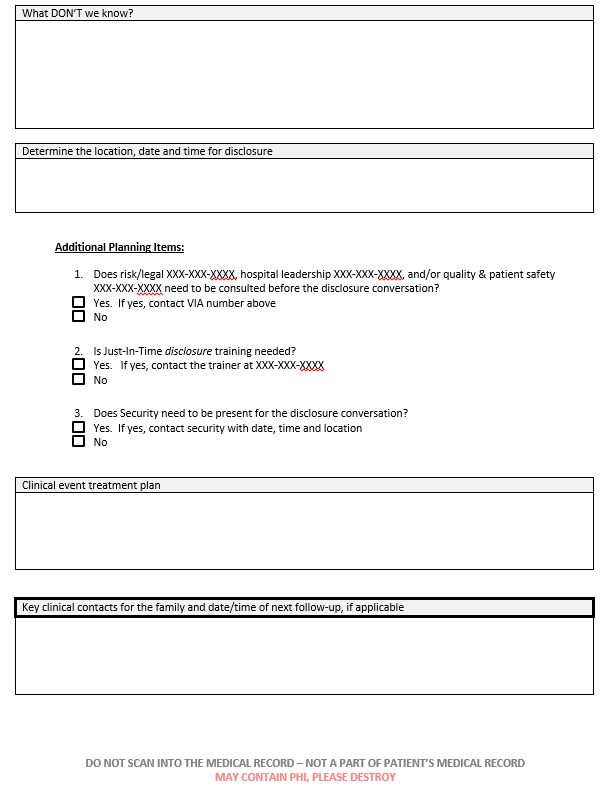 What DON'T we know?
Determine the location, date and time for disclosure
Additional Planning Items:
1. Does risk/legal XXX-XXX-XXXX, hospital leadership XXX-XXX-XXXX, and/or quality & patient safety
XXX-XXX-XXXX need to be consulted before the disclosure conversation?
Yes. If yes, contact VIA number above
No
2. Is Just-In-Time disclosure training needed?
Yes. If yes, contact the trainer at XXX-XXX-XXXX
No
3. Does Security need to be present for the disclosure conversation?
Yes. If yes, contact security with date, time and location
No
Clinical event treatment plan
Key clinical contacts for the family and date/time of next follow-up, if applicable
DO NOT SCAN INTO THE MEDICAL RECORD – NOT A PART OF PATIENT'S MEDICAL RECORD
MAY CONTAIN PHI, PLEASE DESTROY